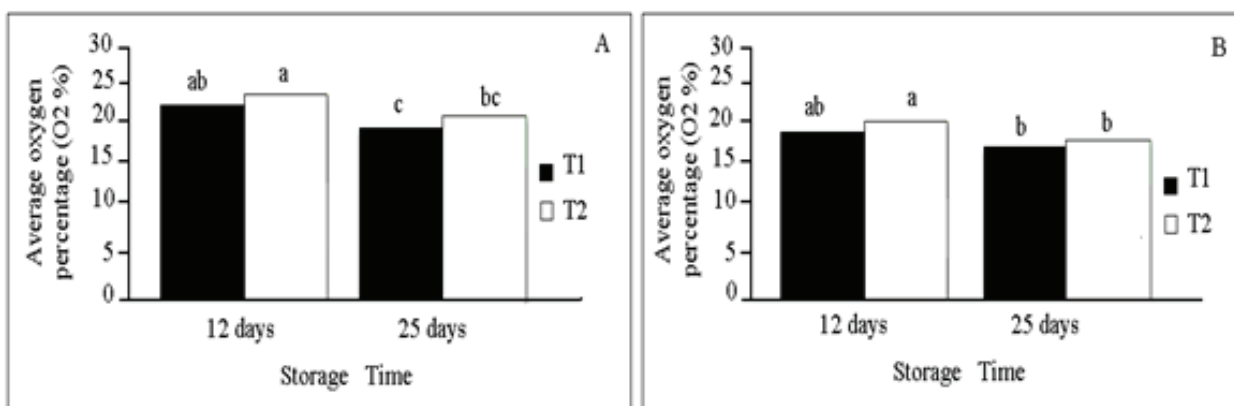 A
Average oxygen
percentage (O2 %)
30
25
20
15
10
5
0
ab
a
c
bc
T1
T2
12 days
25 days
Storage Time
B
Average oxygen
percentage (O2 %)
30
25
20
15
10
5
0
ab
a
b
b
T1
T2
12 days
25 days
Storage Time